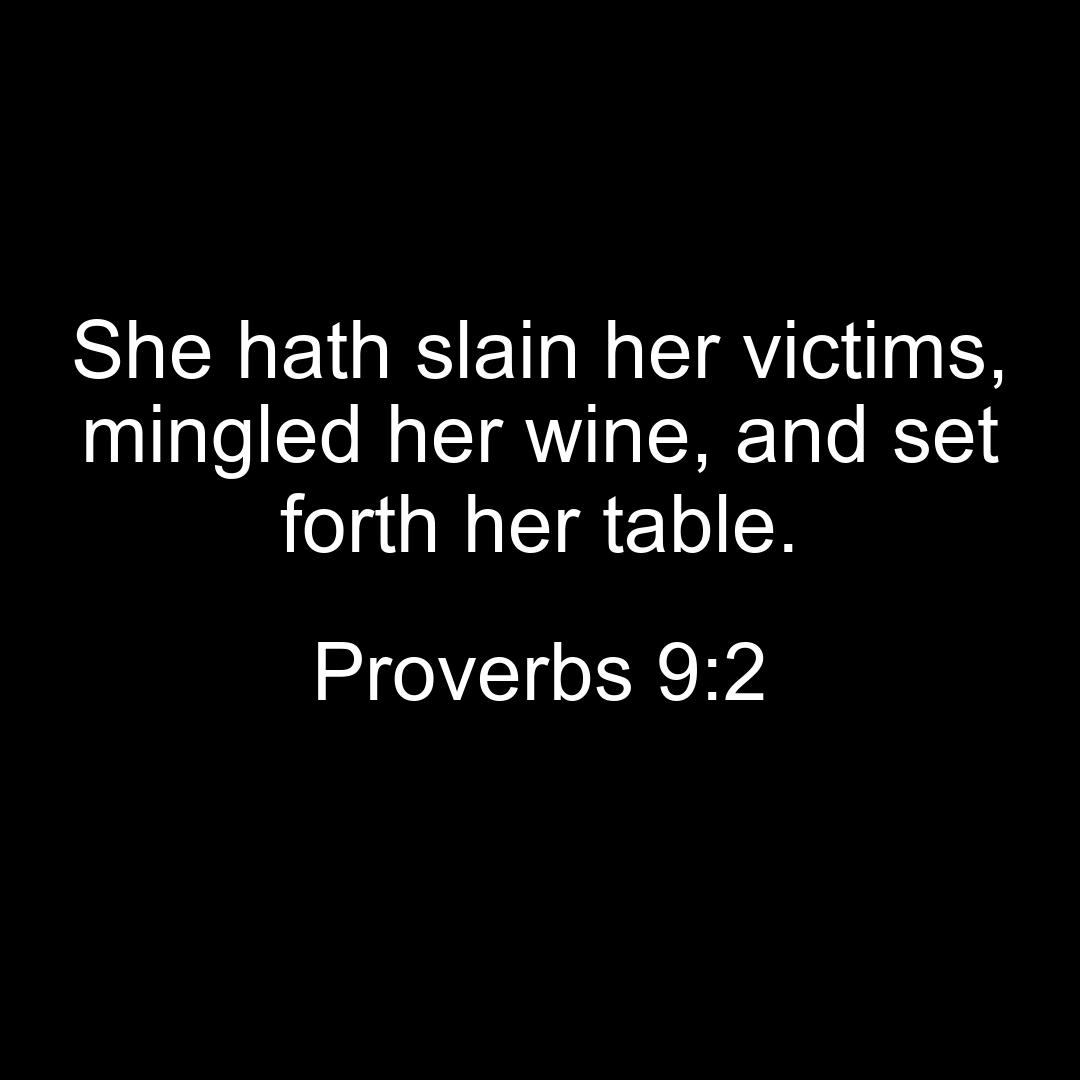 She hath slain her victims,
mingled her wine, and set
forth her table.
Proverbs 9:2